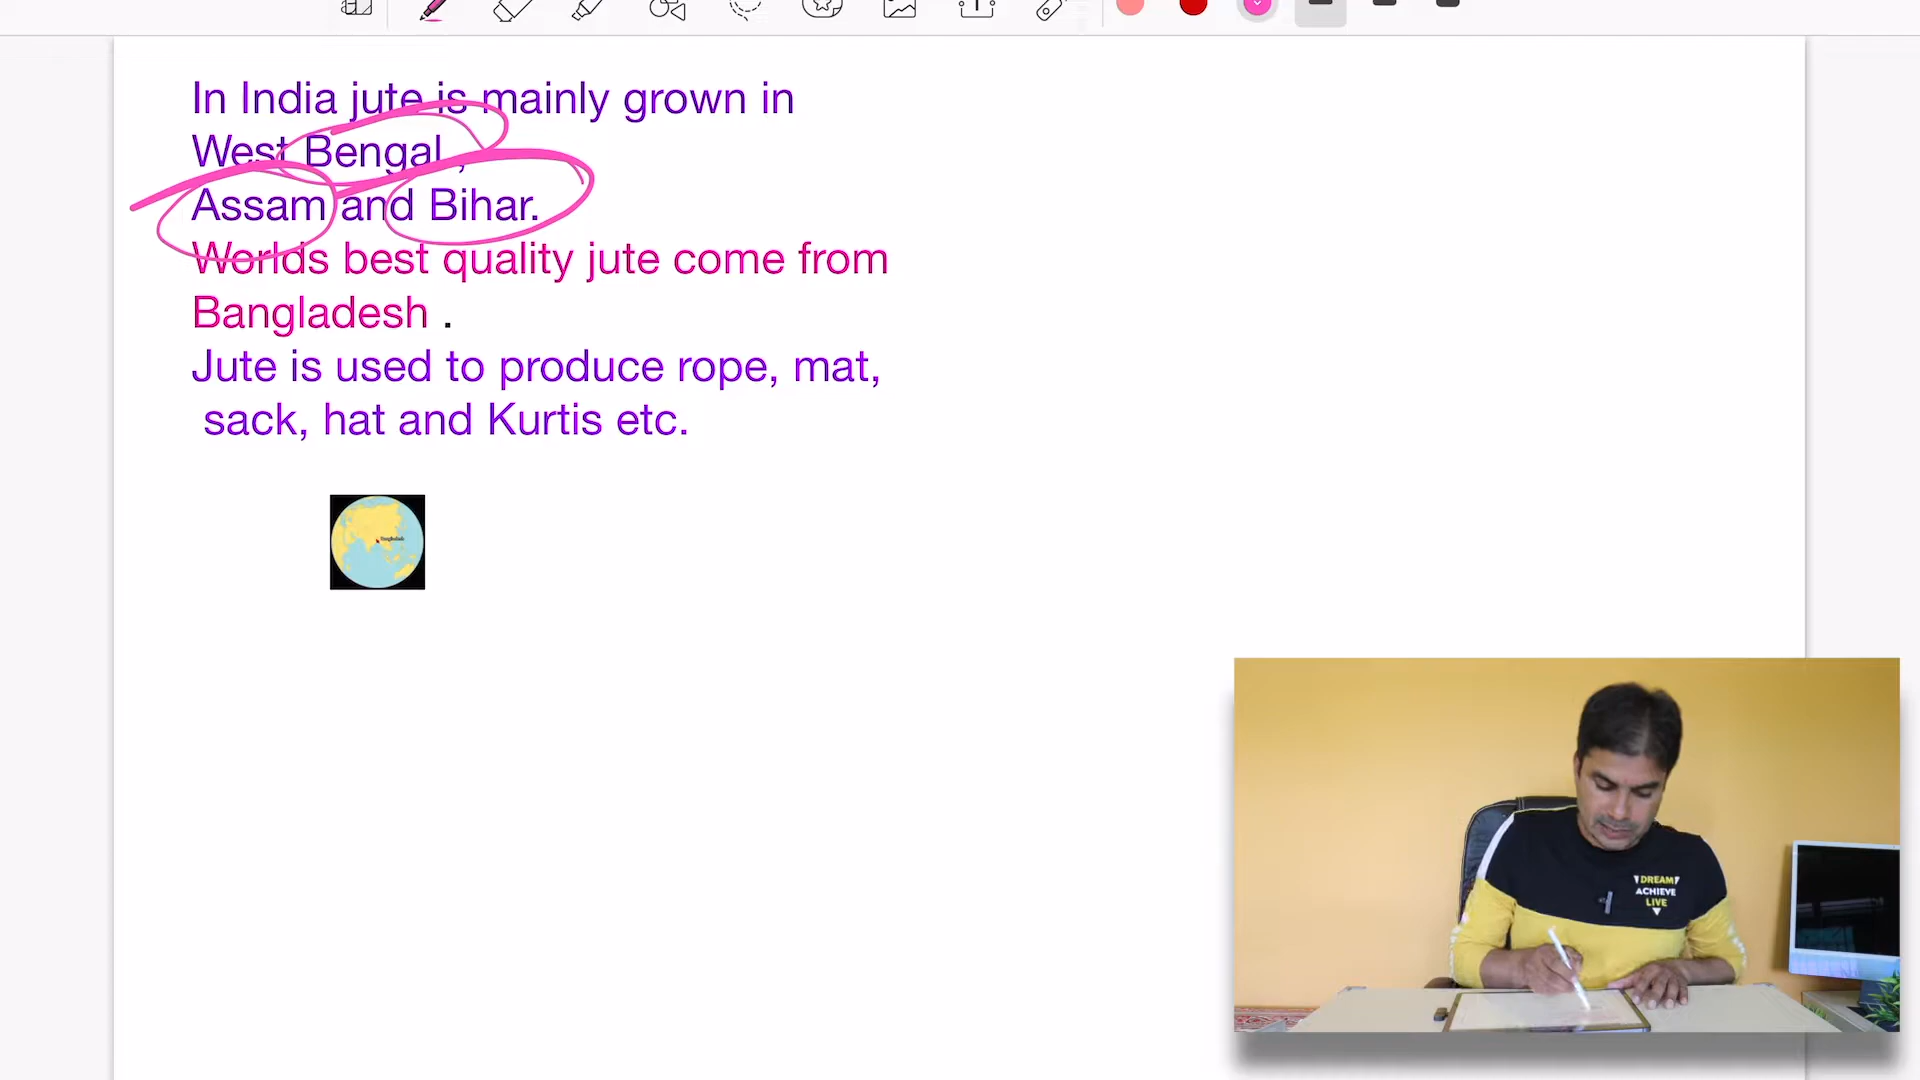 In India jute is mainly grown in
West Bengal ,
Assam and Bihar.
Worlds best quality jute come from
Bangladesh .
Jute is used to produce rope, mat,
sack, hat and Kurtis etc.
Bangladesh
DREAM
ACHIEVE
LIVE